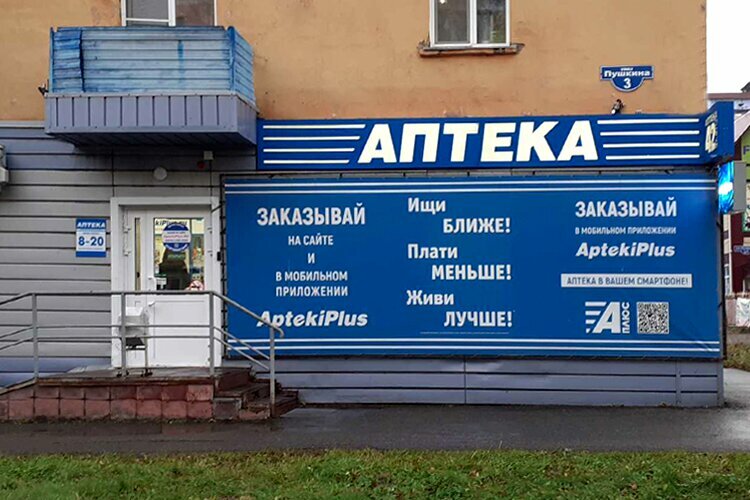 улица
Пушкина
3
АПТЕКА
АПТЕКА
8-20
ЗАКАЗЫВАЙ
НА САЙТЕ
И
В МОБИЛЬНОМ
ПРИЛОЖЕНИИ
AptekiPlus
Ищи
БЛИЖЕ!
Плати
МЕНЬШЕ!
Живи
ЛУЧШЕ!
ЗАКАЗЫВАЙ
В МОБИЛЬНОМ ПРИЛОЖЕНИИ
AptekiPlus
АПТЕКА В ВАШЕМ СМАРТФОНЕ!
А
ПЛЮС